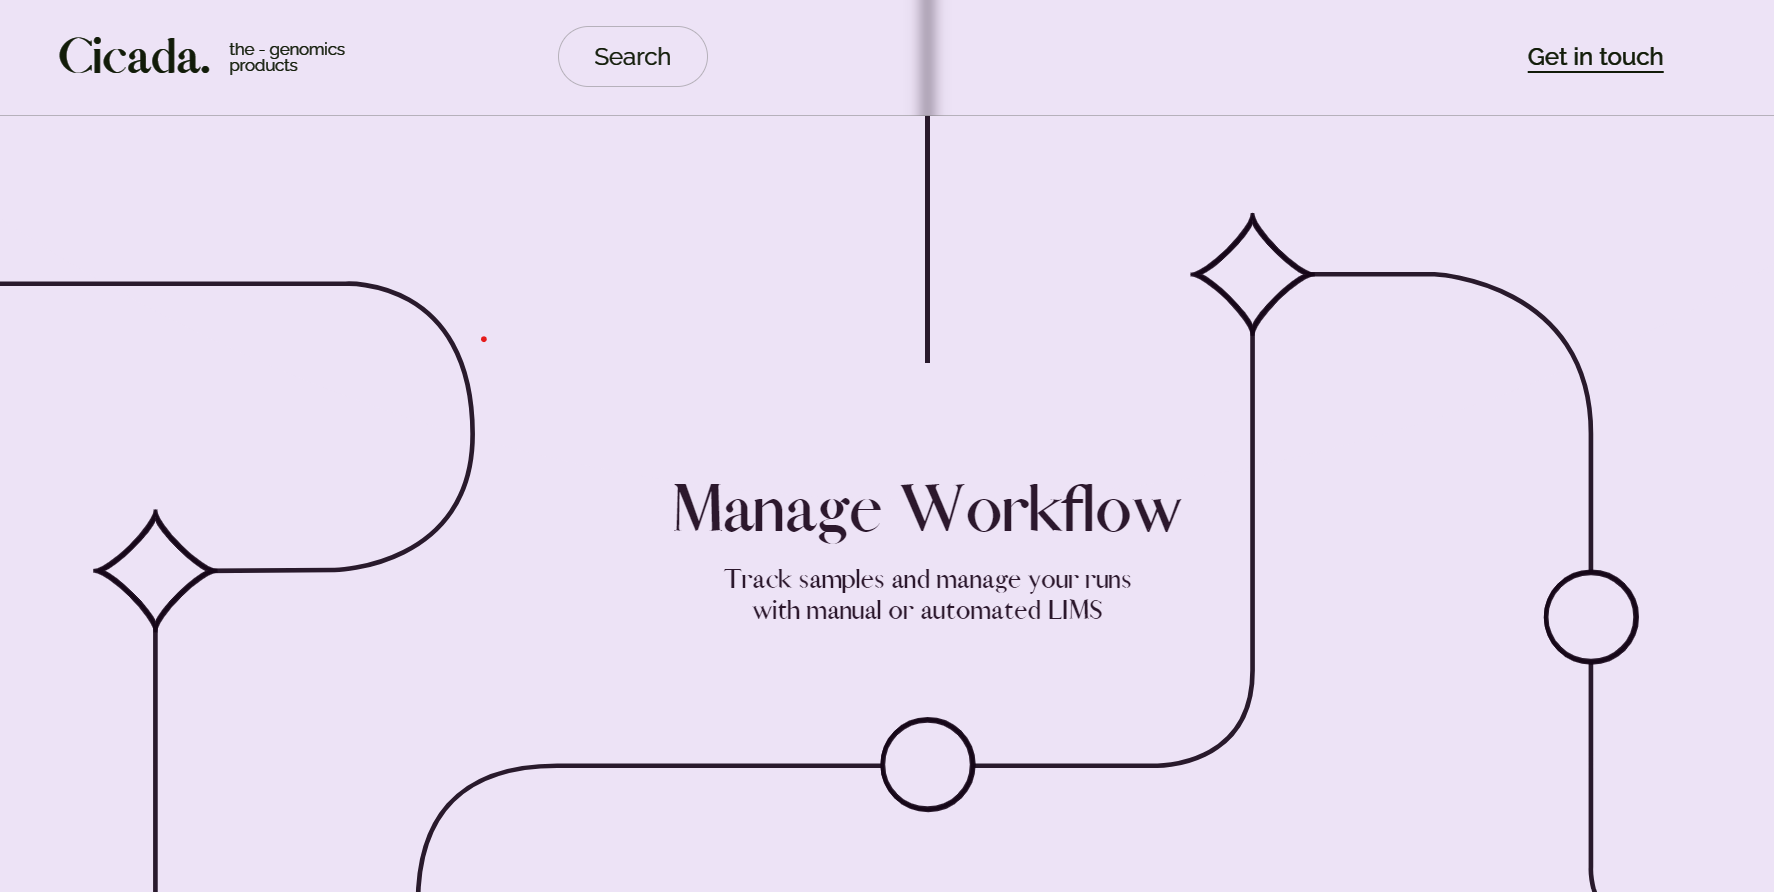 Cicada.
the - genomics
products
Search
Get in touch
Manage Workflow
Track samples and manage your runs
with manual or automated LIMS